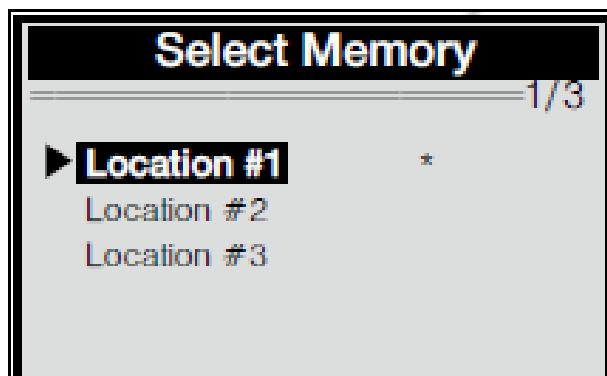 Select Memory
1/3
Location #1 *
Location #2
Location #3